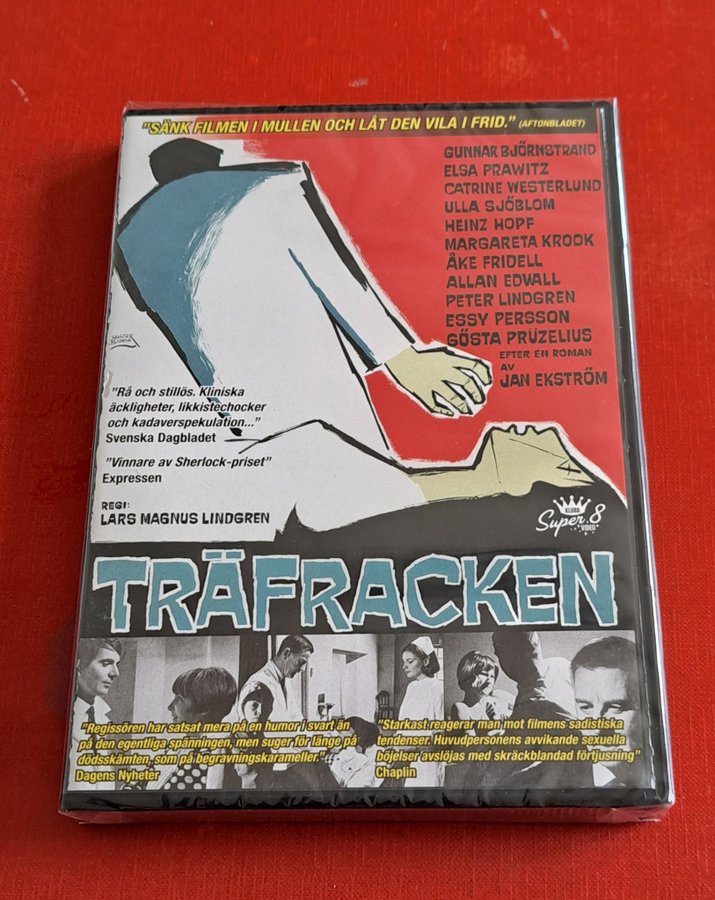 "SÄNK FILMEN I MULLEN OCH LÅT DEN VILA I FRID." (AFTONBLADET)
GUNNAR BJÖRNSTRAND
ELSA PRAWITZ
CATRINE WESTERLUND
ULLA SJÖBLOM
HEINZ HOPF
MARGARETA KROOK
ÅKE FRIDELL
ALLAN EDWALL
PETER LINDGREN
ESSY PERSSON
GÖSTA PRÜZELIUS
EFTER EN ROMAN
AV
JAN EKSTRÖM
"Rå och stillös. Kliniska
äckligheter, likkistechocker
och kadaverspekulation..."
Svenska Dagbladet
"Vinnare av Sherlock-priset"
Expressen
REGI:
LARS MAGNUS LINDGREN
KLUBB
Super 8
VIDEO
TRÄFRACKEN
"Regissören har satsat mera på en humor i svart än
på den egentliga spänningen, men suger för länge på
dödsskämten, som på begravningskarameller."
Dagens Nyheter
"Starkast reagerar man mot filmens sadistiska
tendenser. Huvudpersonens avvikande sexuella
böjelser avslöjas med skräckblandad förtjusning"
Chaplin